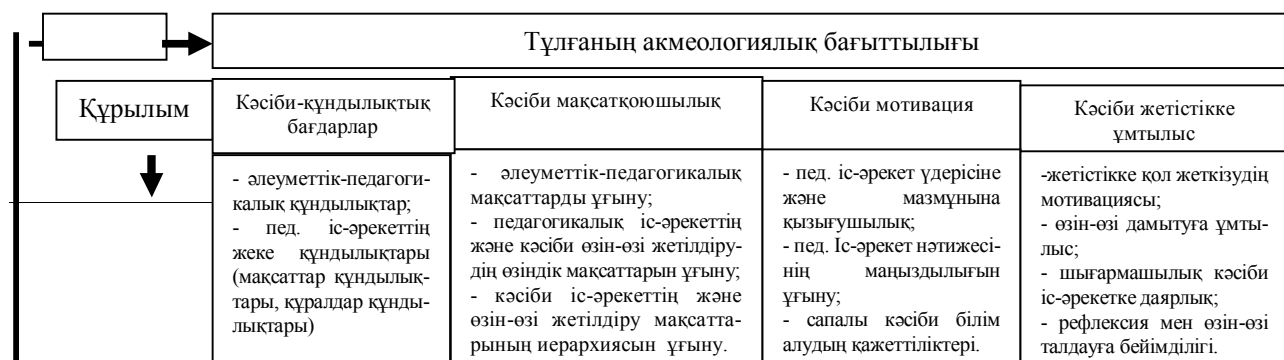 Тұлғаның акмеологиялық бағыттылығы
Құрылым
Кәсіби-құндылықтық
бағдарлар
Кәсіби мақсатқоюшылық
Кәсіби мотивация
Кәсіби жетістікке
ұмтылыс
- әлеуметтік-педагоги-
калық құндылықтар;
- пед. іс-әрекеттің
жеке құндылықтары
(мақсаттар құндылық-
тары, құралдар құнды-
лықтары)
- әлеуметтік-педагогикалық
мақсаттарды ұғыну;
- педагогикалық іс-әрекеттің
және кәсіби өзін-өзі жетілдіру-
дің өзіндік мақсаттарын ұғыну;
- кәсіби іс-әрекеттің және
өзін-өзі жетілдіру мақсатта-
рының иерархиясын ұғыну.
- пед. іс-әрекет үдерісіне
және мазмұнына
қызығушылық;
- пед. Іс-әрекет нәтижесі-
нің маңыздылығын
ұғыну;
- сапалы кәсіби білім
алудың қажеттіліктері.
-жетістікке қол жеткізудің
мотивациясы;
- өзін-өзі дамытуға ұмты-
лыс;
- шығармашылық кәсіби
іс-әрекетке даярлық;
- рефлексия мен өзін-өзі
талдауға бейімділігі.